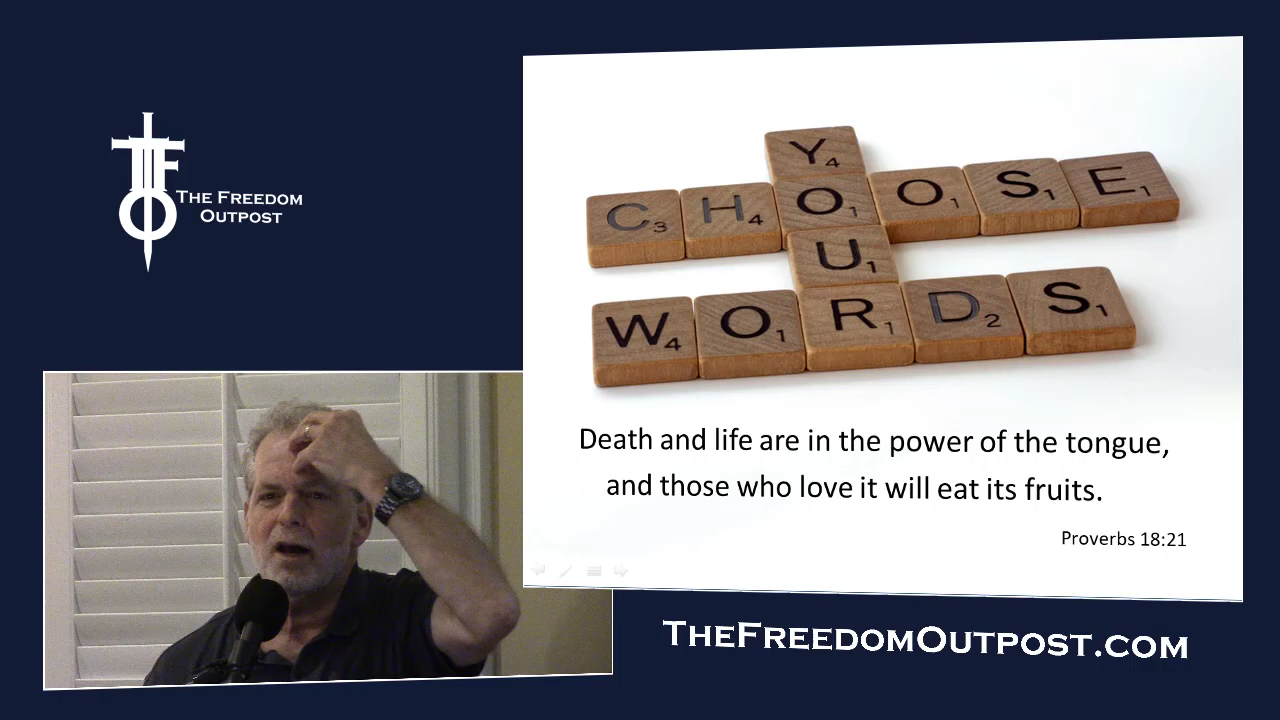 The Freedom
Outpost
Y
CHOOSE
U
WORDS
Death and life are in the power of the tongue,
and those who love it will eat its fruits.
Proverbs 18:21
TheFreedomOutpost.com